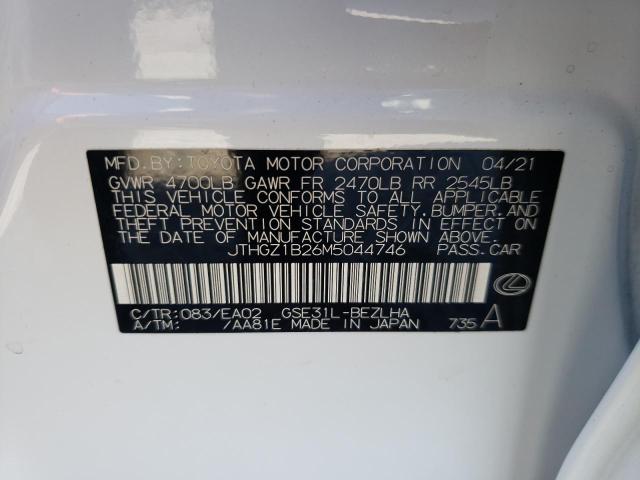 MFD.BY:TOYOTA MOTOR CORPORATION 04/21
GVWR 4700LB GAWR FR 2470LB RR 2545LB
THIS VEHICLE CONFORMS TO ALL APPLICABLE
FEDERAL MOTOR VEHICLE SAFETY,BUMPER,AND
THEFT PREVENTION STANDARDS IN EFFECT ON
THE DATE OF MANUFACTURE SHOWN ABOVE.
JTHGZ1B26M5044746 PASS.CAR
C/TR:083/EA02 GSE31L-BEZLHA
A/TM: /AA81E MADE IN JAPAN 735 A